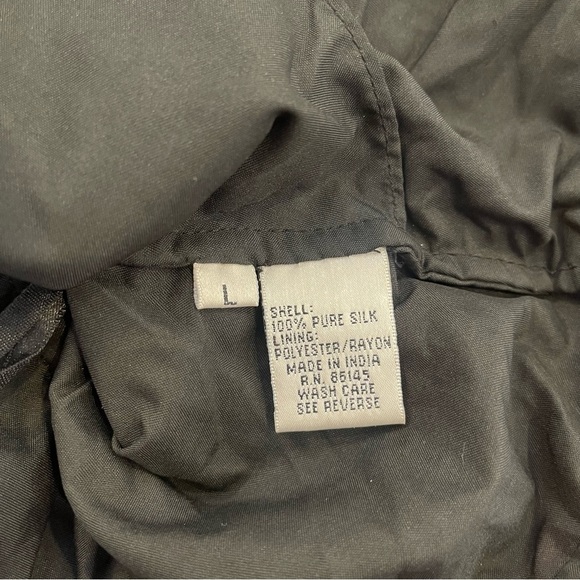 L
SHELL:
100% PURE SILK
LINING:
POLYESTER/RAYON
MADE IN INDIA
R.N. 86145
WASH CARE
SEE REVERSE